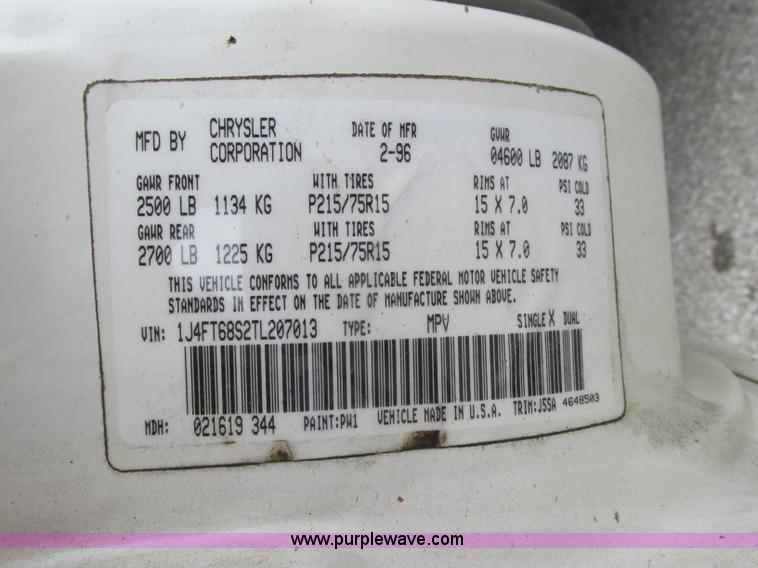 MFD BY CHRYSLER CORPORATION DATE OF MFR 2-96 GVWR 04600 LB 2087 KG
GAWR FRONT WITH TIRES RIMS AT PSI COLD
2500 LB 1134 KG P215/75R15 15 X 7.0 33
GAWR REAR WITH TIRES RIMS AT PSI COLD
2700 LB 1225 KG P215/75R15 15 X 7.0 33
THIS VEHICLE CONFORMS TO ALL APPLICABLE FEDERAL MOTOR VEHICLE SAFETY
STANDARDS IN EFFECT ON THE DATE OF MANUFACTURE SHOWN ABOVE.
VIN: 1J4FT68S2TL207013 TYPE: MPV SINGLE X DUAL
MDH: 021619 344 PAINT:PW1 VEHICLE MADE IN U.S.A. TRIM:JSSA 4648503
www.purplewave.com